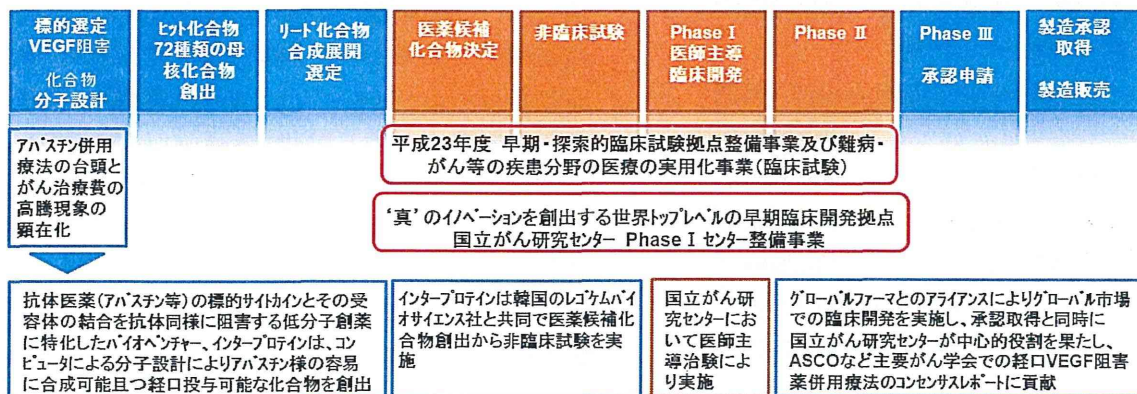 標的選定
VEGF阻害
化合物
分子設計
ﾋｯﾄ化合物
72種類の母
核化合物
創出
ﾘｰﾄﾞ化合物
合成展開
選定
医薬候補
化合物決定
非臨床試験
Phase Ⅰ
医師主導
臨床開発
Phase Ⅱ
Phase Ⅲ
承認申請
製造承認
取得
製造販売
ｱﾊﾞｽﾁﾝ併用
療法の台頭と
がん治療費の
高騰現象の
顕在化
平成23年度 早期・探索的臨床試験拠点整備事業及び難病・
がん等の疾患分野の医療の実用化事業(臨床試験)
‘真’のｲﾉﾍﾞｰｼｮﾝを創出する世界ﾄｯﾌﾟﾚﾍﾞﾙの早期臨床開発拠点
国立がん研究センター Phase Ⅰ ｾﾝﾀｰ整備事業
抗体医薬(ｱﾊﾞｽﾁﾝ等)の標的ｻｲﾄｶｲﾝとその受
容体の結合を抗体同様に阻害する低分子創薬
に特化したﾊﾞｲｵﾍﾞﾝﾁｬｰ、ｲﾝﾀｰﾌﾟﾛﾃｲﾝは、ｺﾝ
ﾋﾟｭｰﾀによる分子設計によりｱﾊﾞｽﾁﾝ様の容易
に合成可能且つ経口投与可能な化合物を創出
ｲﾝﾀｰﾌﾟﾛﾃｲﾝは韓国のﾚｺﾞｹﾑﾊﾞｲ
ｵｻｲｴﾝｽ社と共同で医薬候補化
合物創出から非臨床試験を実
施
国立がん研
究センターにお
いて医師主
導治験によ
り実施
ｸﾞﾛｰﾊﾞﾙﾌｧｰﾏとのｱﾗｲｱﾝｽによりｸﾞﾛｰﾊﾞﾙ市場
での臨床開発を実施し、承認取得と同時に
国立がん研究センターが中心的役割を果たし、
ASCOなど主要がん学会での経口VEGF阻害
薬併用療法のｺﾝｾﾝｻｽﾚﾎﾟｰﾄに貢献